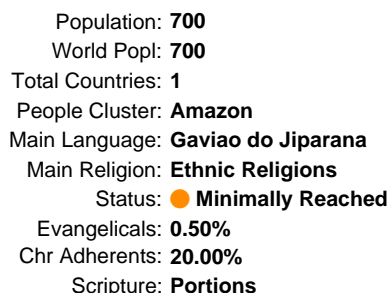 Population: 700
World Popl: 700
Total Countries: 1
People Cluster: Amazon
Main Language: Gaviao do Jiparana
Main Religion: Ethnic Religions
Status: Minimally Reached
Evangelicals: 0.50%
Chr Adherents: 20.00%
Scripture: Portions